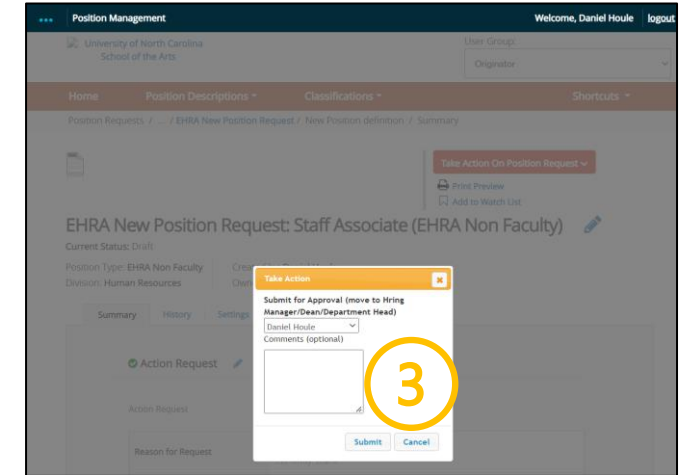 ... Position Management Welcome, Daniel Houle logout
University of North Carolina
School of the Arts
User Group:
Originator
Home Position Descriptions Classifications Shortcuts
Position Requests / ... / EHRA New Position Request / New Position definition / Summary
Take Action On Position Request
Print Preview
Add to Watch List
EHRA New Position Request: Staff Associate (EHRA Non Faculty)
Current Status: Draft
Position Type: EHRA Non Faculty
Division: Human Resources
Take Action
Submit for Approval (move to Hring
Manager/Dean/Department Head)
Daniel Houle
Comments (optional)
3
Submit Cancel
Summary History Settings
Action Request
Action Request
Reason for Request